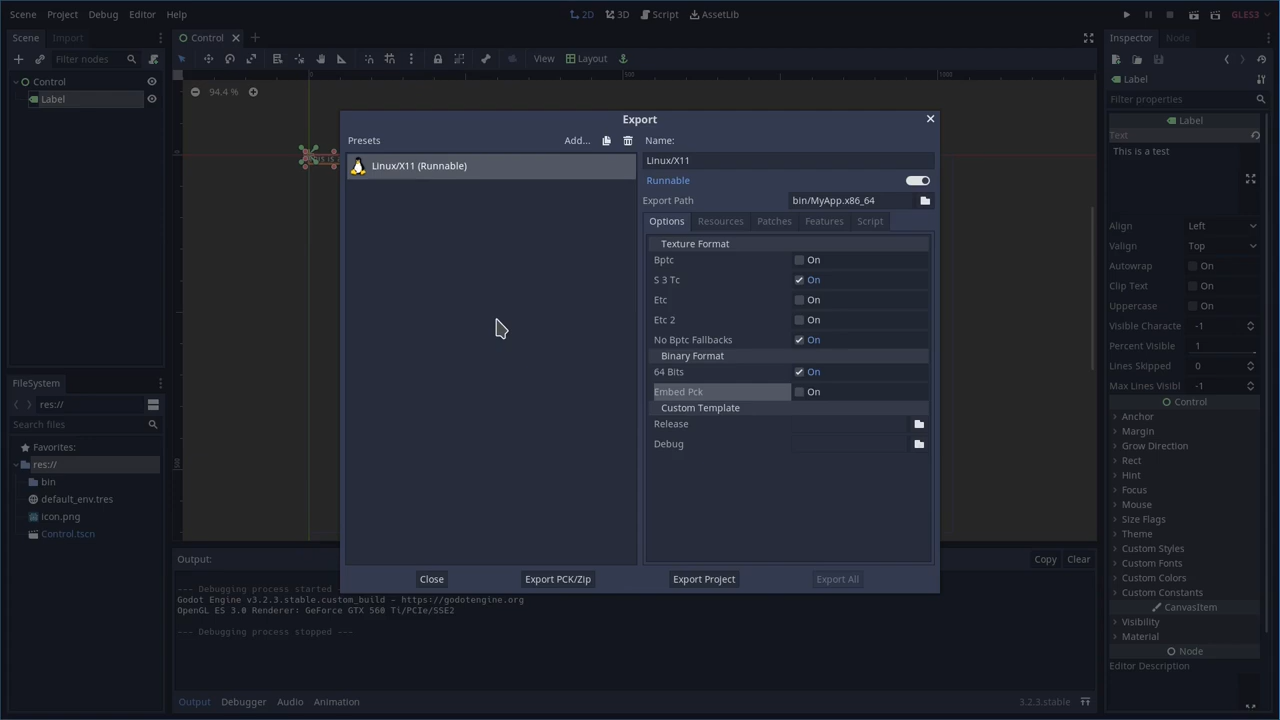 Scene Project Debug Editor Help
2D 3D Script AssetLib
GLES3
Scene Import
Filter nodes
Control
Label
Control
View Layout
94.4 %
0 500 1000
Export
Presets Add...
Linux/X11 (Runnable)
Name:
Linux/X11
Runnable
Export Path bin/MyApp.x86_64
Options Resources Patches Features Script
Texture Format
Bptc On
S 3 Tc On
Etc On
Etc 2 On
No Bptc Fallbacks On
Binary Format
64 Bits On
Embed Pck On
Custom Template
Release
Debug
Close Export PCK/Zip Export Project Export All
FileSystem
res://
Search files
Favorites:
res://
bin
default_env.tres
icon.png
Control.tscn
Output: Copy Clear
--- Debugging process started
Godot Engine v3.2.3.stable.custom_build - https://godotengine.org
OpenGL ES 3.0 Renderer: GeForce GTX 560 Ti/PCIe/SSE2
--- Debugging process stopped ---
Output Debugger Audio Animation 3.2.3.stable
Inspector Node
Label
Filter properties
Label
Text
This is a test
Align Left
Valign Top
Autowrap On
Clip Text On
Uppercase On
Visible Characte -1
Percent Visible 1
Lines Skipped 0
Max Lines Visibl -1
Control
Anchor
Margin
Grow Direction
Rect
Hint
Focus
Mouse
Size Flags
Theme
Custom Styles
Custom Fonts
Custom Colors
Custom Constants
CanvasItem
Visibility
Material
Node
Editor Description